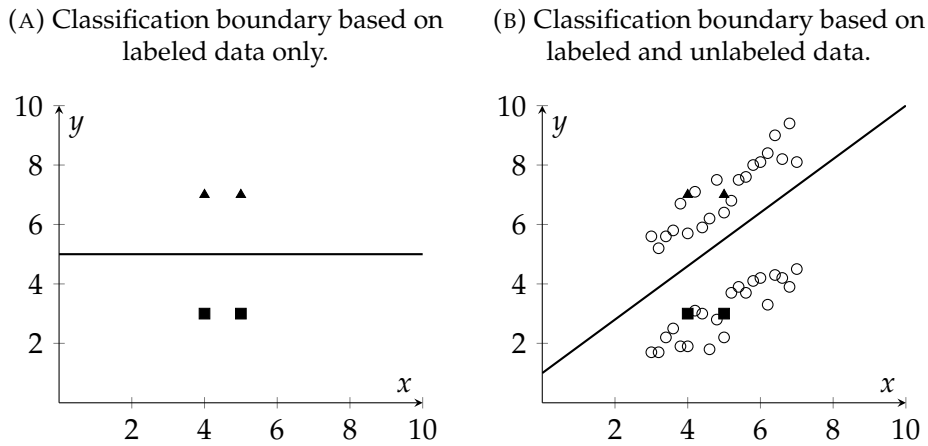 (A) Classification boundary based on
labeled data only.
10
y
8
6
4
2
x
2 4 6 8 10
(B) Classification boundary based on
labeled and unlabeled data.
10
y
8
6
4
2
x
2 4 6 8 10